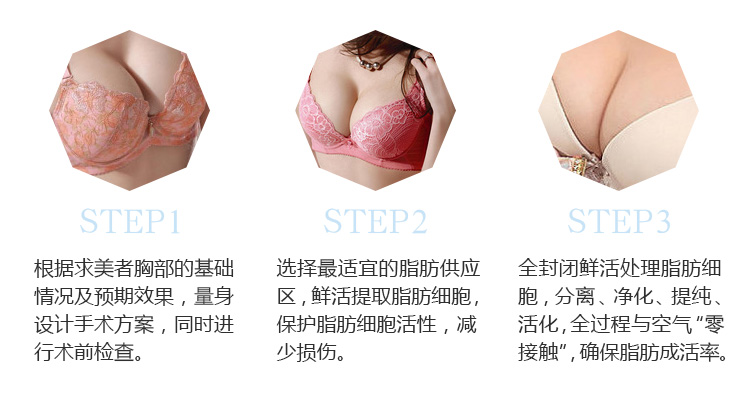 STEP1
根据求美者胸部的基础
情况及预期效果，量身
设计手术方案，同时进
行术前检查。
STEP2
选择最适宜的脂肪供应
区，鲜活提取脂肪细胞，
保护脂肪细胞活性，减
少损伤。
STEP3
全封闭鲜活处理脂肪细
胞，分离、净化、提纯、
活化，全过程与空气“零
接触”，确保脂肪成活率。